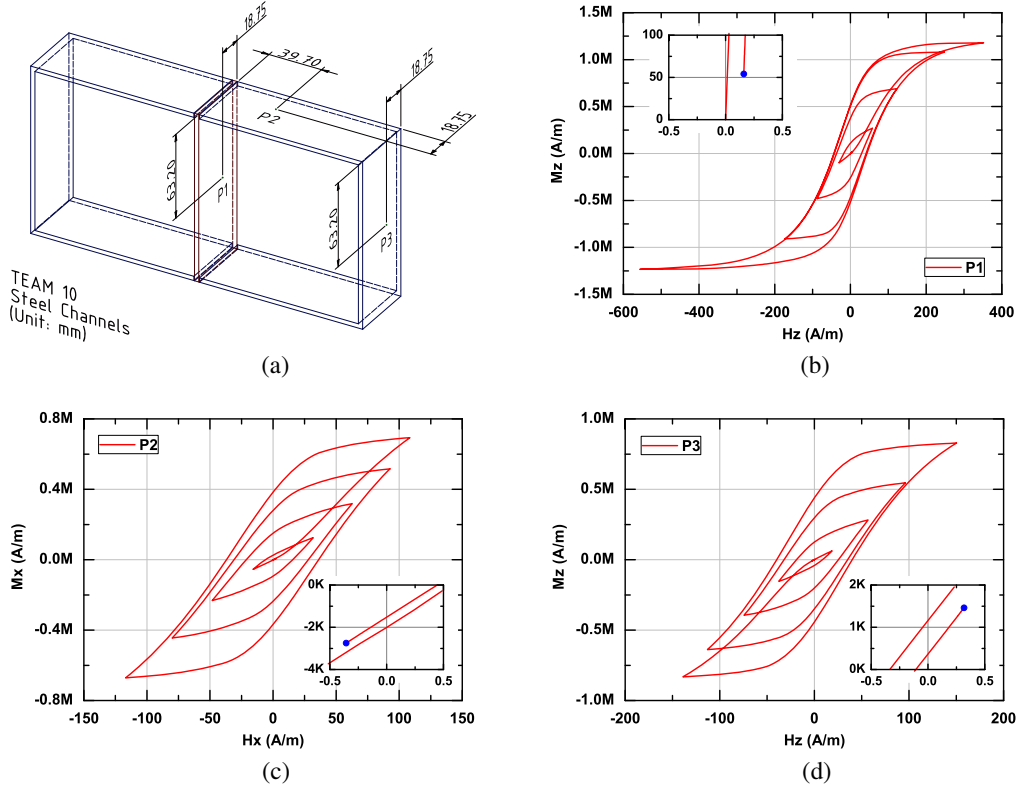 18.75
39.70
18.75
P2
18.75
63.20
P1
63.20
P3
TEAM 10
Steel Channels
(Unit: mm)
(a)
1.5M
1.0M
0.5M
0.0M
-0.5M
-1.0M
-1.5M
Mz (A/m)
100
50
0
-0.5 0.0 0.5
P1
-600 -400 -200 0 200 400
Hz (A/m)
(b)
0.8M
0.4M
0.0M
-0.4M
-0.8M
Mx (A/m)
P2
0K
-2K
-4K
-0.5 0.0 0.5
-150 -100 -50 0 50 100 150
Hx (A/m)
(c)
1.0M
0.5M
0.0M
-0.5M
-1.0M
Mz (A/m)
P3
2K
1K
0K
-0.5 0.0 0.5
-200 -100 0 100 200
Hz (A/m)
(d)